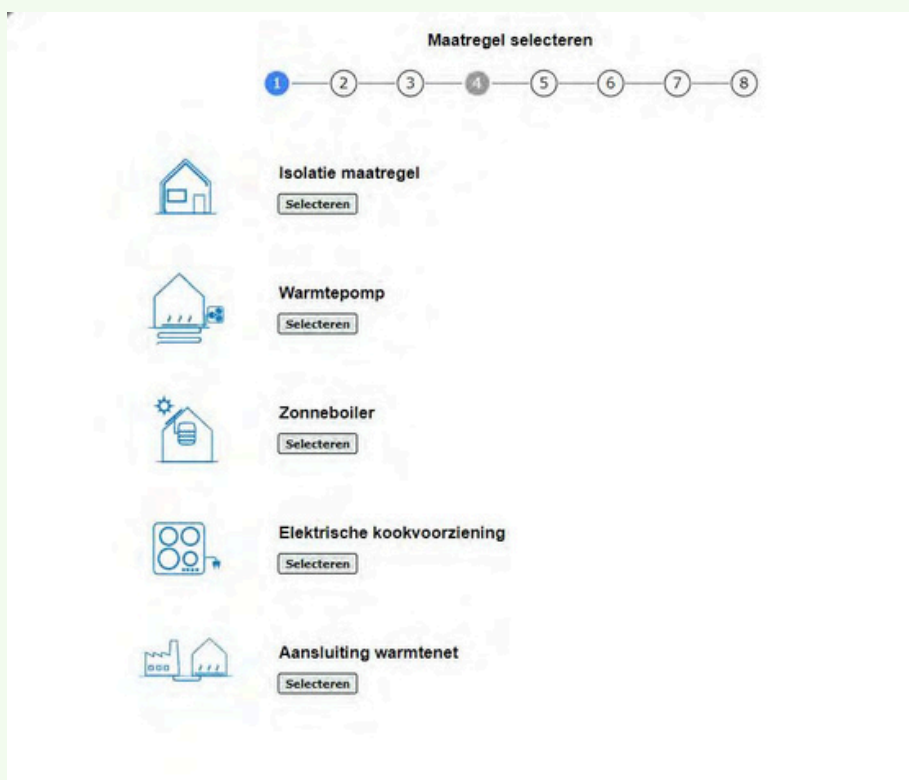 Maatregel selecteren
1 2 3 4 5 6 7 8
Isolatie maatregel
Selecteren
Warmtepomp
Selecteren
Zonneboiler
Selecteren
Elektrische kookvoorziening
Selecteren
Aansluiting warmtenet
Selecteren